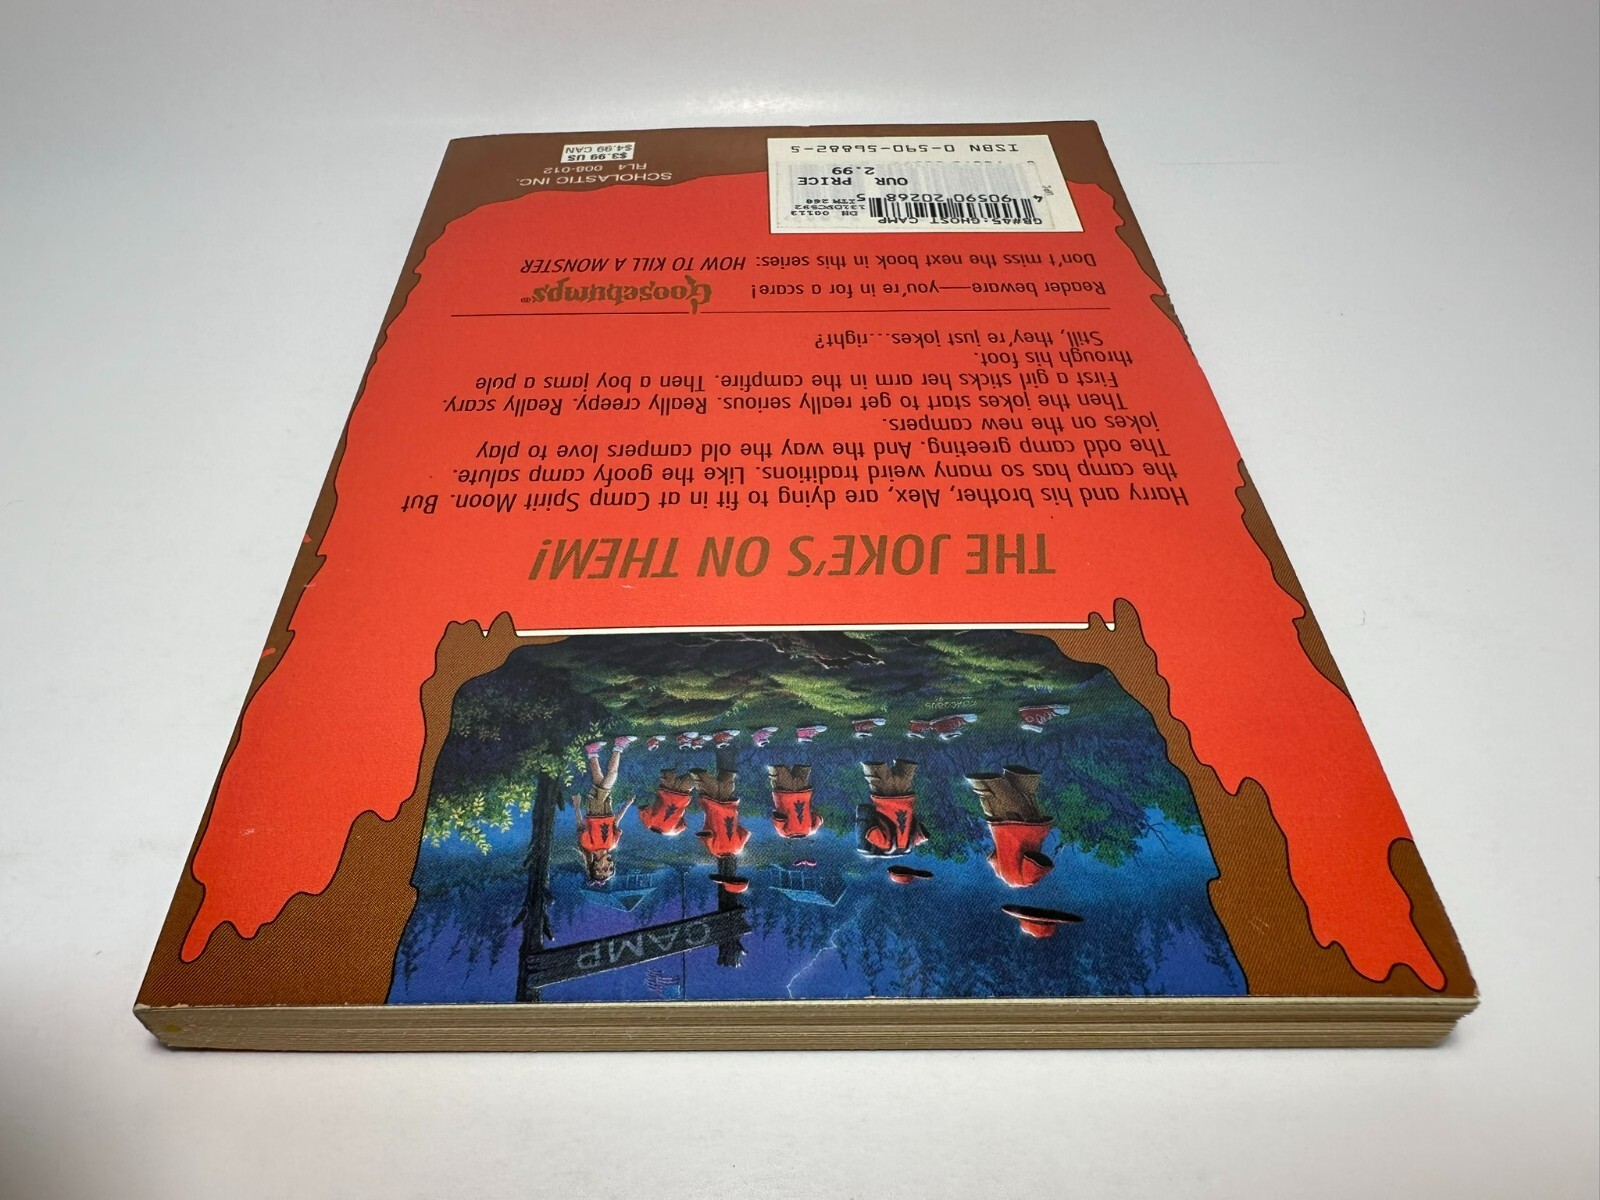 CAMP
THE JOKE'S ON THEM!
Harry and his brother, Alex, are dying to fit in at Camp Spirit Moon. But
the camp has so many weird traditions. Like the goofy camp salute.
The odd camp greeting. And the way the old campers love to play
jokes on the new campers.
Then the jokes start to get really serious. Really creepy. Really scary.
First a girl sticks her arm in the campfire. Then a boy jams a pole
through his foot.
Still, they're just jokes...right?
Reader beware—you're in for a scare!
Goosebumps®
Don't miss the next book in this series: HOW TO KILL A MONSTER
GB#45:GHOST CAMP
UPC
4 90590 20268 5
OUR PRICE
2.99
ISBN 0-590-56882-5
SCHOLASTIC INC.
RL4 008-012
$3.99 US
$4.99 CAN